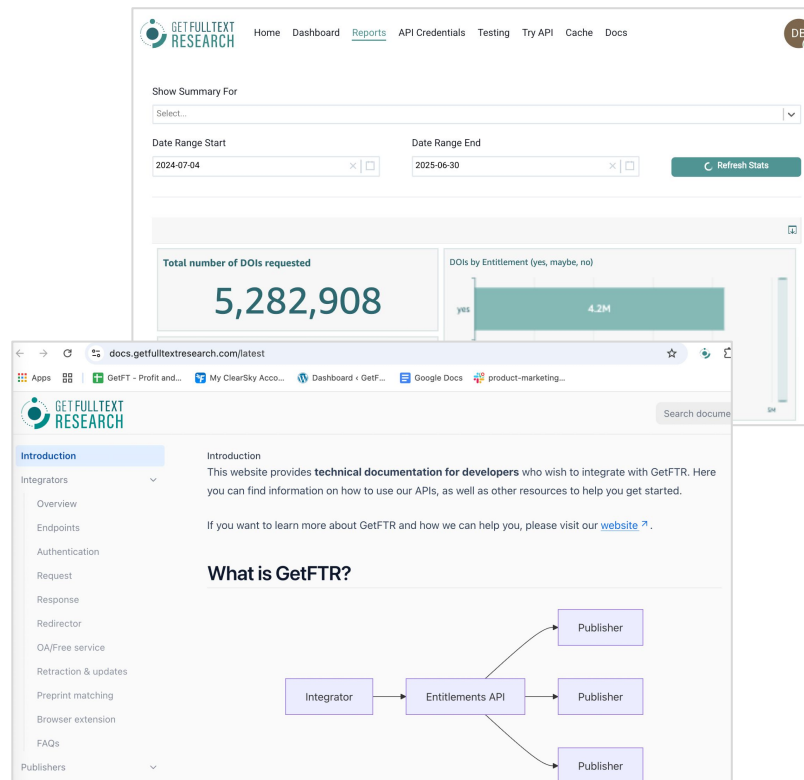 GETFULLTEXT
RESEARCH
Home Dashboard Reports API Credentials Testing Try API Cache Docs
DE
Show Summary For
Select...
Date Range Start Date Range End
2024-07-04 2025-06-30 Refresh Stats
Total number of DOIs requested
5,282,908
DOIs by Entitlement (yes, maybe, no)
yes 4.2M
5M
docs.getfulltextresearch.com/latest
Apps GetFT - Profit and... My ClearSky Acco... Dashboard ‹ GetF... Google Docs product-marketing...
GETFULLTEXT
RESEARCH
Search docume
Introduction
Integrators
Overview
Endpoints
Authentication
Request
Response
Redirector
OA/Free service
Retraction & updates
Preprint matching
Browser extension
FAQs
Publishers
Introduction
This website provides technical documentation for developers who wish to integrate with GetFTR. Here
you can find information on how to use our APIs, as well as other resources to help you get started.
If you want to learn more about GetFTR and how we can help you, please visit our website ↗.
What is GetFTR?
Publisher
Integrator Entitlements API Publisher
Publisher